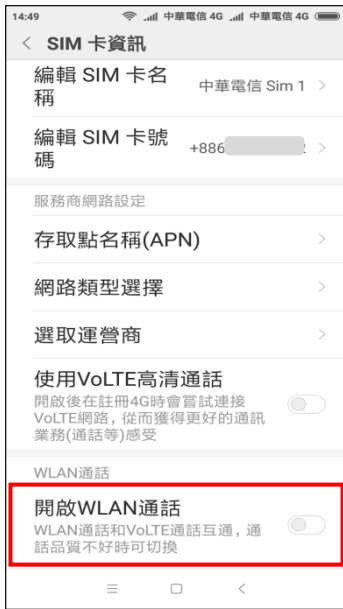 14:49 中華電信 4G 中華電信 4G
SIM 卡資訊
編輯 SIM 卡名
稱
中華電信 Sim 1
編輯 SIM 卡號
碼
+886
服務商網路設定
存取點名稱(APN)
網路類型選擇
選取運營商
使用VoLTE高清通話
開啟後在註冊4G時會嘗試連接
VoLTE網路，從而獲得更好的通訊
業務(通話等)感受
WLAN通話
開啟WLAN通話
WLAN通話和VoLTE通話互通，通
話品質不好時可切換